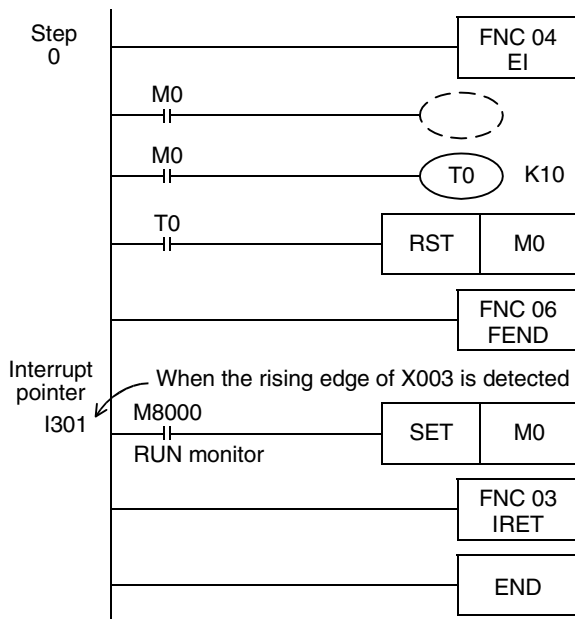 Step
0
FNC 04
EI
M0
M0
T0
K10
T0
RST
M0
FNC 06
FEND
Interrupt
pointer
I301
When the rising edge of X003 is detected
M8000
RUN monitor
SET
M0
FNC 03
IRET
END